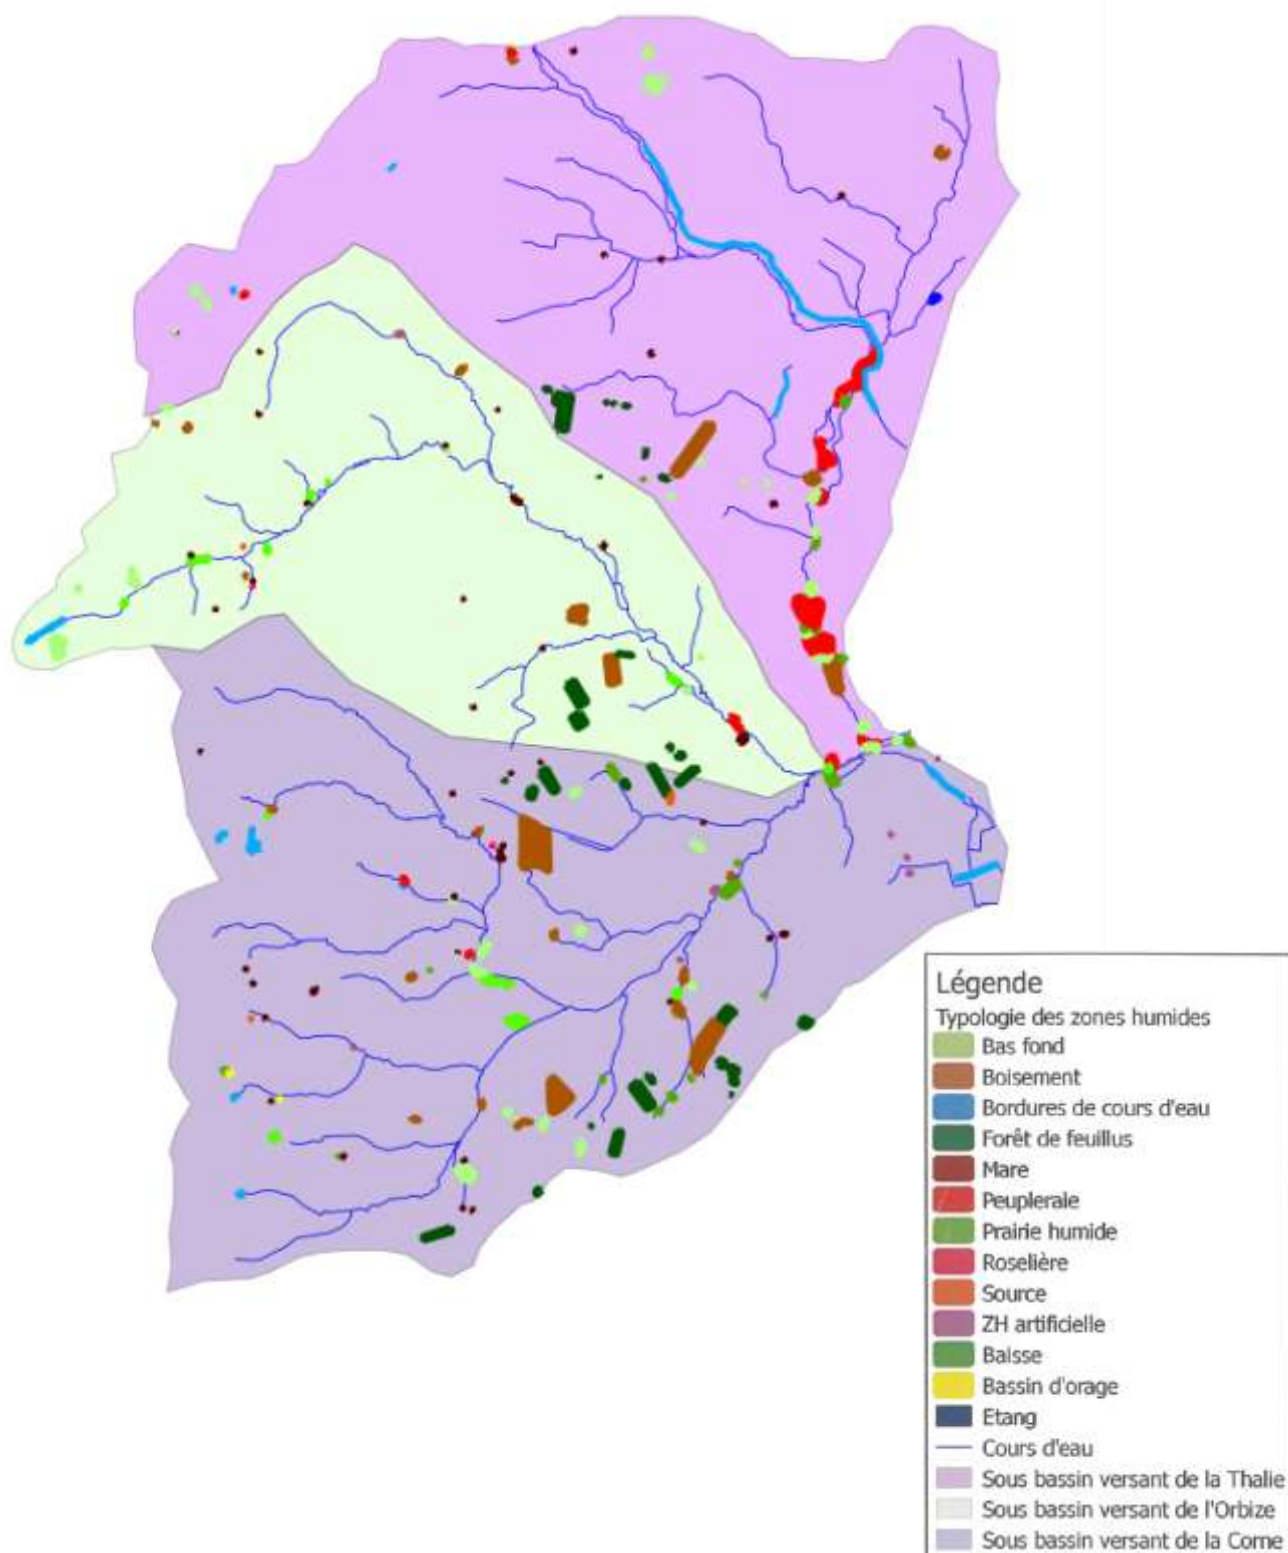 Légende
Typologie des zones humides
Bas fond
Boisement
Bordures de cours d'eau
Forêt de feuillus
Mare
Peupleraie
Prairie humide
Roselière
Source
ZH artificielle
Baisse
Bassin d'orage
Etang
Cours d'eau
Sous bassin versant de la Thalie
Sous bassin versant de l'Orbize
Sous bassin versant de la Corne